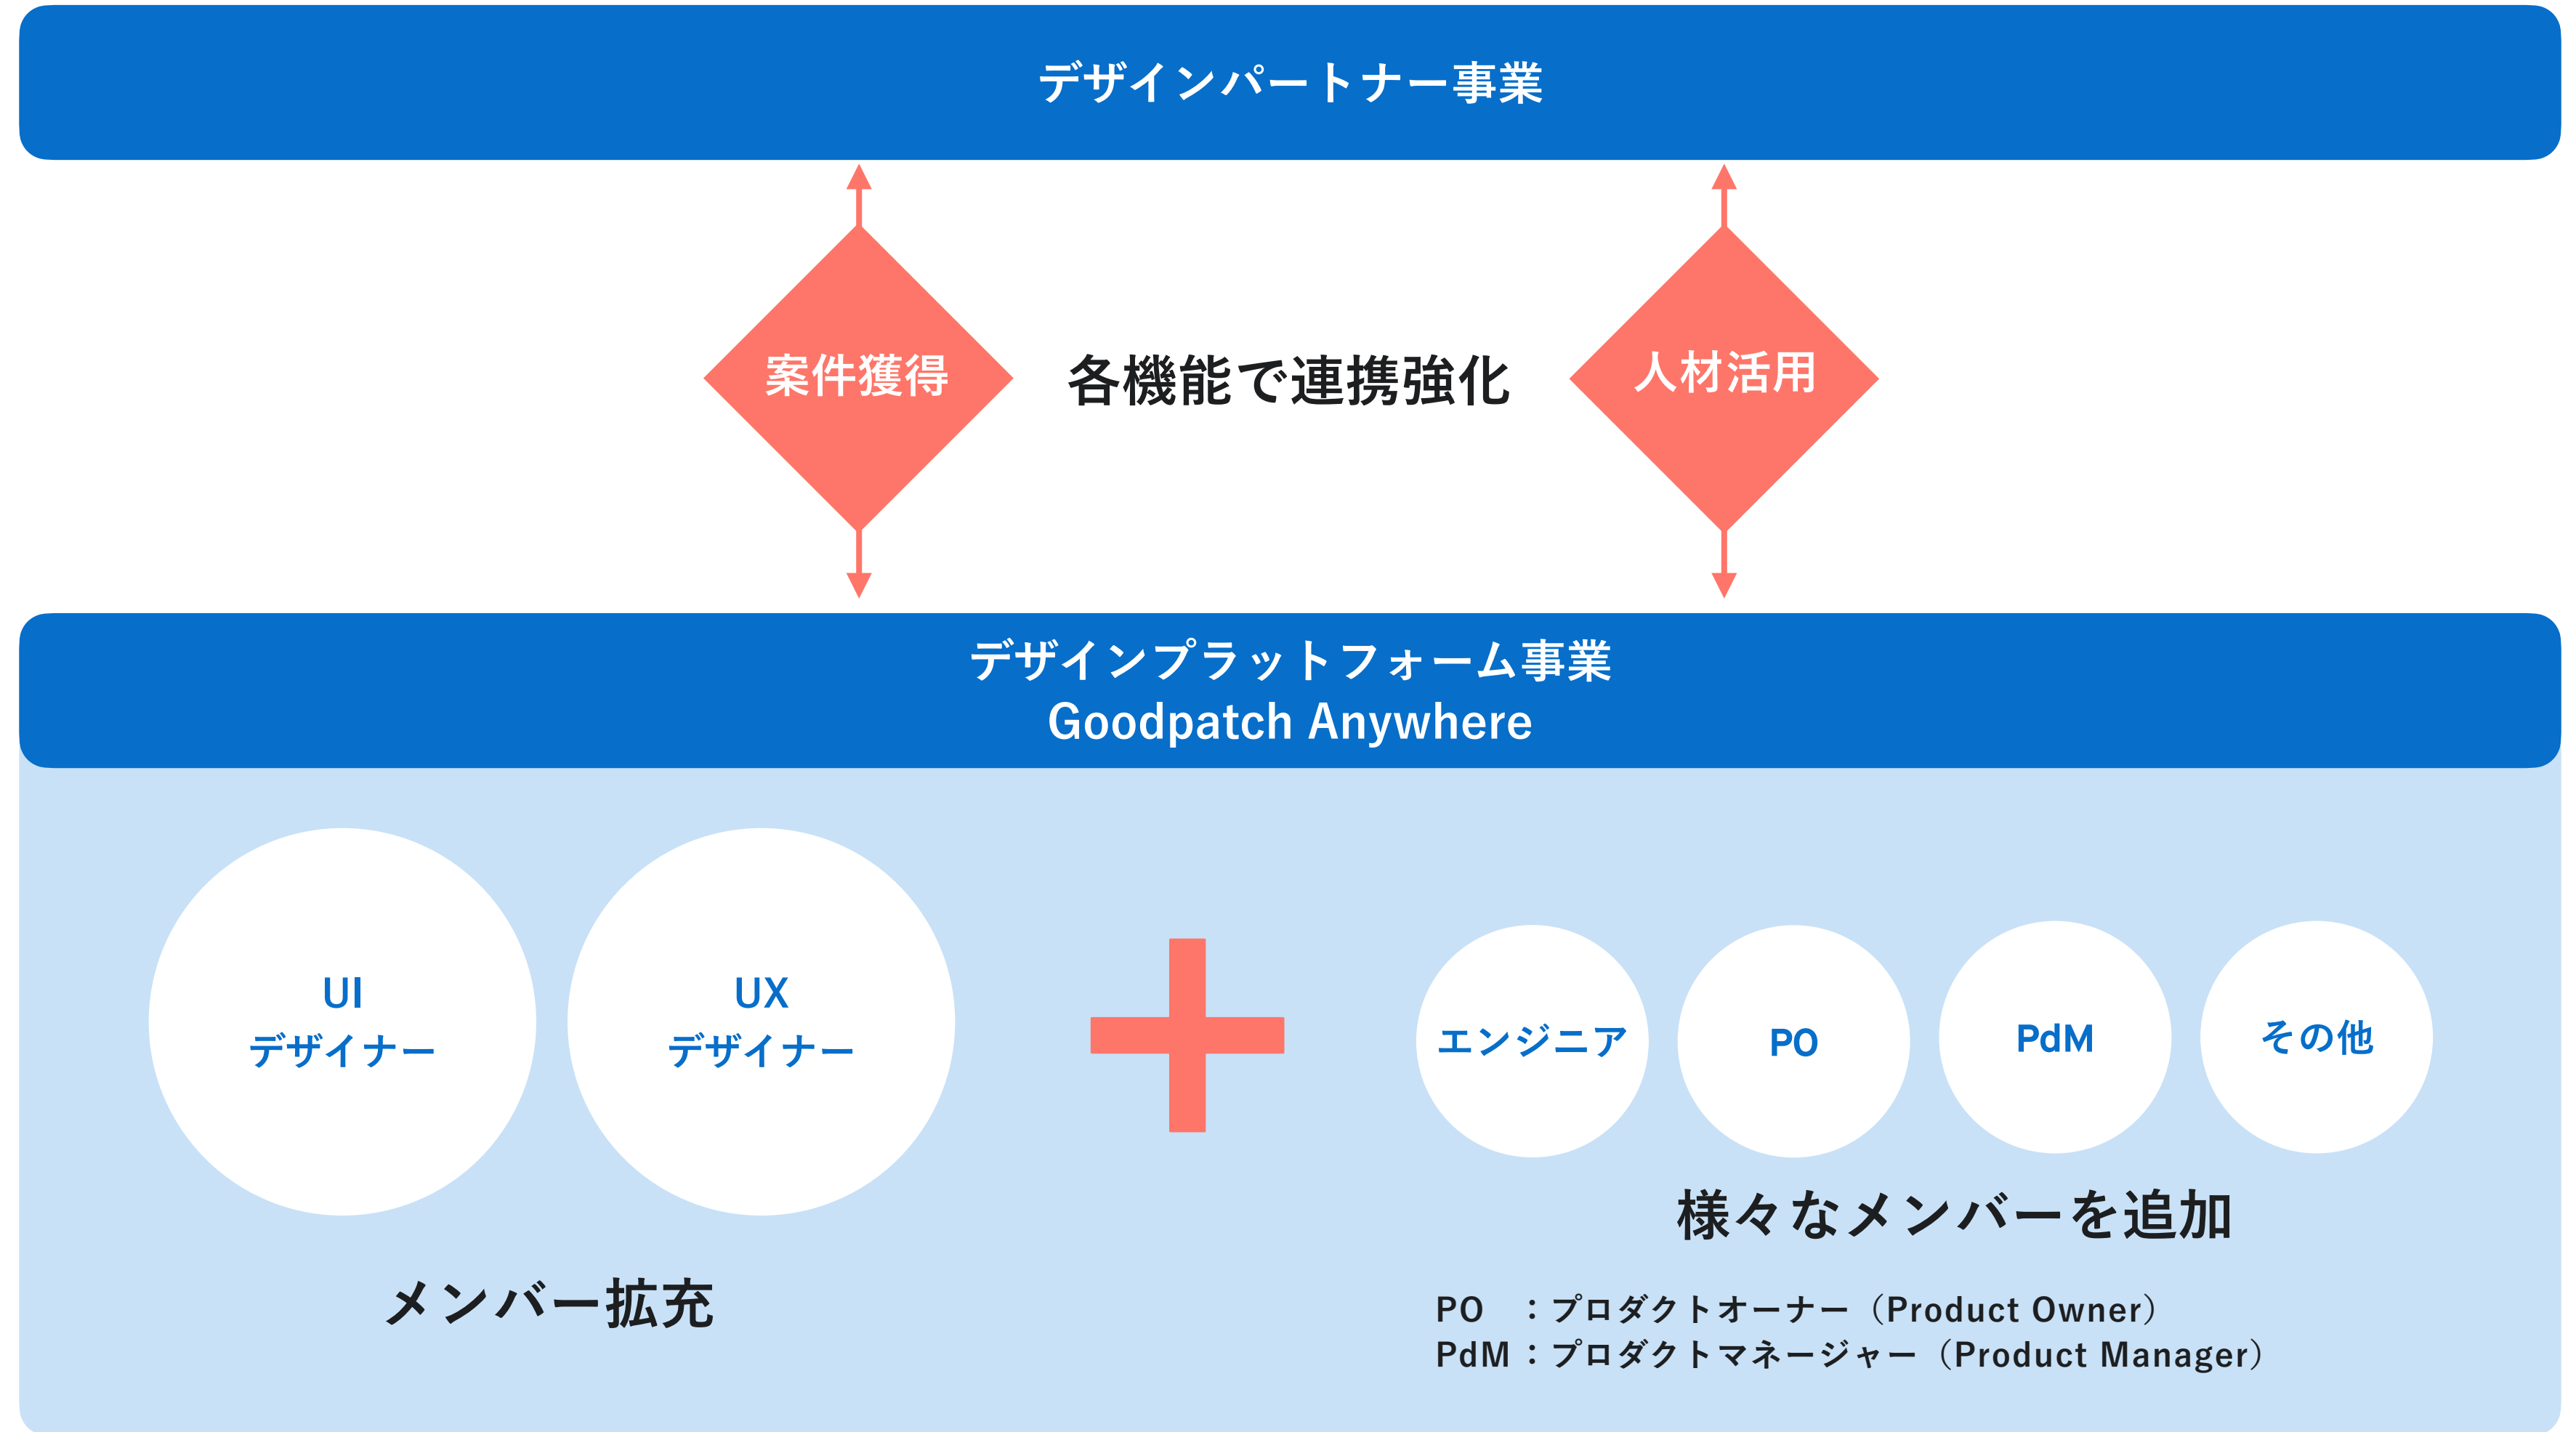 デザインパートナー事業
案件獲得
各機能で連携強化
人材活用
デザインプラットフォーム事業
Goodpatch Anywhere
UI
デザイナー
UX
デザイナー
エンジニア
PO
PdM
その他
メンバー拡充
様々なメンバーを追加
PO ：プロダクトオーナー（Product Owner）
PdM：プロダクトマネージャー（Product Manager）